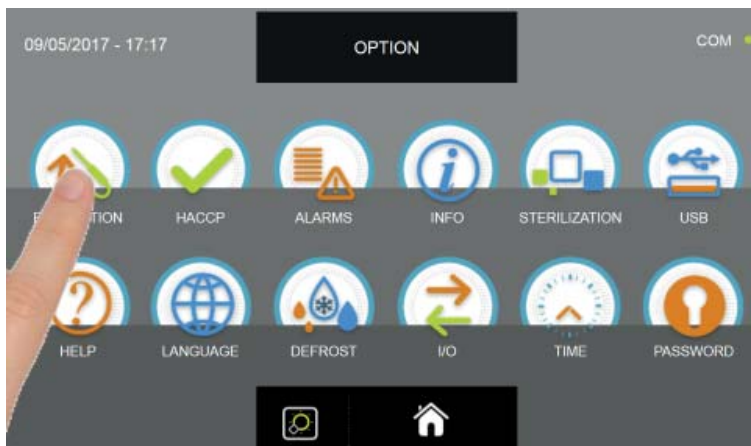 09/05/2017 - 17:17
OPTION
COM
HACCP
ALARMS
INFO
STERILIZATION
USB
HELP
LANGUAGE
DEFROST
I/O
TIME
PASSWORD